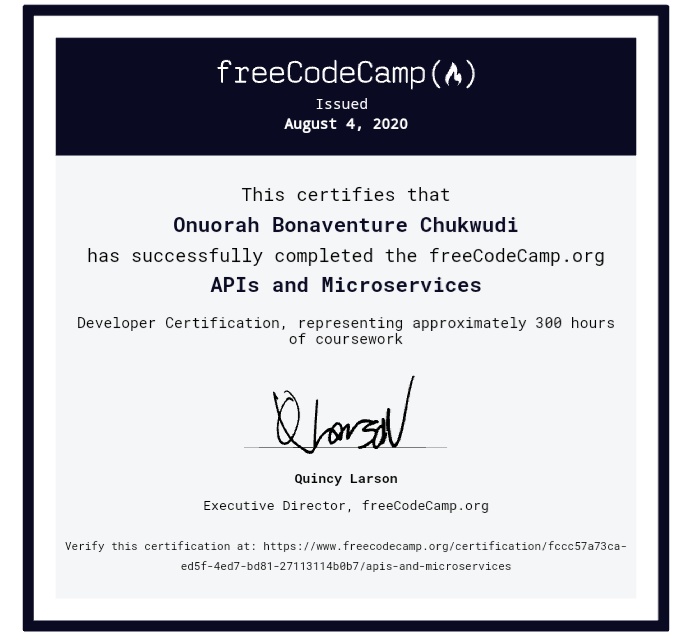 freeCodeCamp(🔥)
Issued
August 4, 2020
This certifies that
Onuorah Bonaventure Chukwudi
has successfully completed the freeCodeCamp.org
APIs and Microservices
Developer Certification, representing approximately 300 hours
of coursework
Quincy Larson
Executive Director, freeCodeCamp.org
Verify this certification at: https://www.freecodecamp.org/certification/fccc57a73ca-
ed5f-4ed7-bd81-27113114b0b7/apis-and-microservices